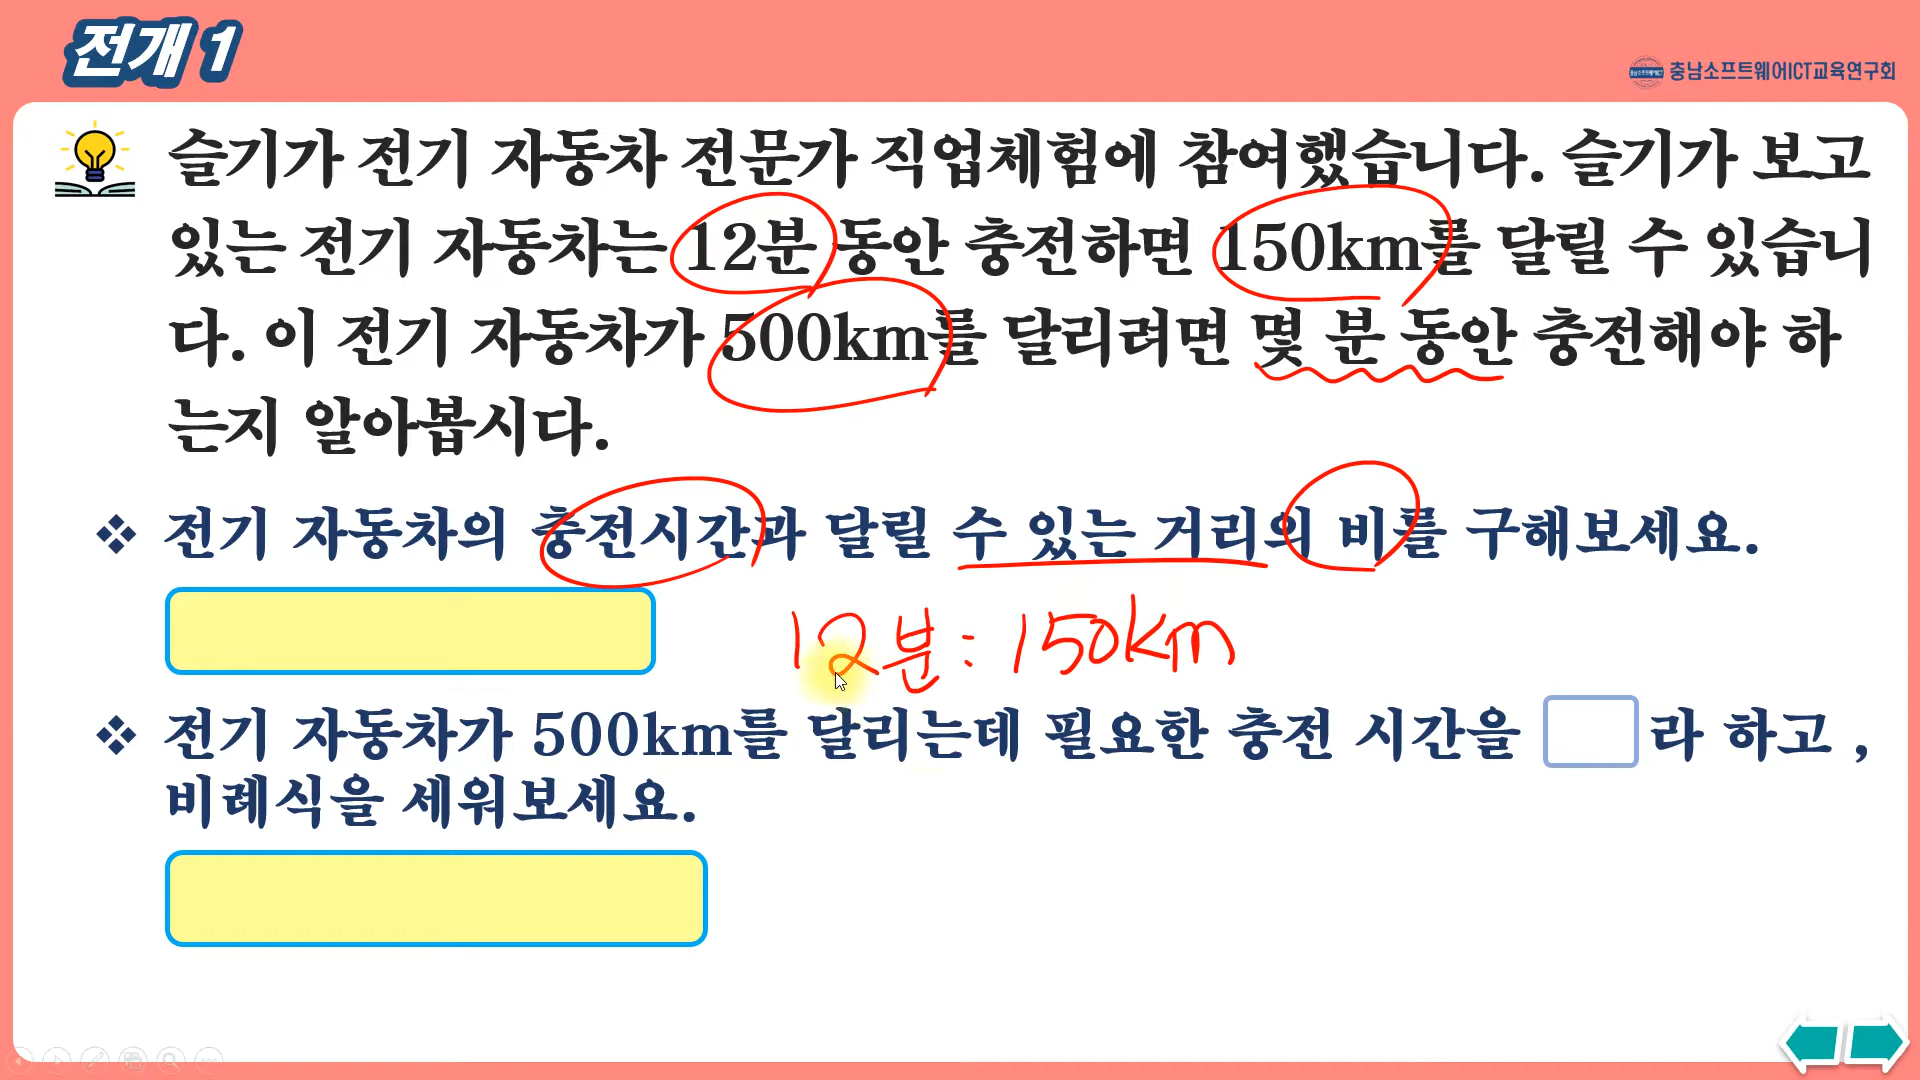 전개 1
충남소프트웨어ICT교육연구회
슬기가 전기 자동차 전문가 직업체험에 참여했습니다. 슬기가 보고
있는 전기 자동차는 12분 동안 충전하면 150km를 달릴 수 있습니
다. 이 전기 자동차가 500km를 달리려면 몇 분 동안 충전해야 하
는지 알아봅시다.
❖ 전기 자동차의 충전시간과 달릴 수 있는 거리의 비를 구해보세요.
12분 : 150km
❖ 전기 자동차가 500km를 달리는데 필요한 충전 시간을 □ 라 하고 ,
비례식을 세워보세요.